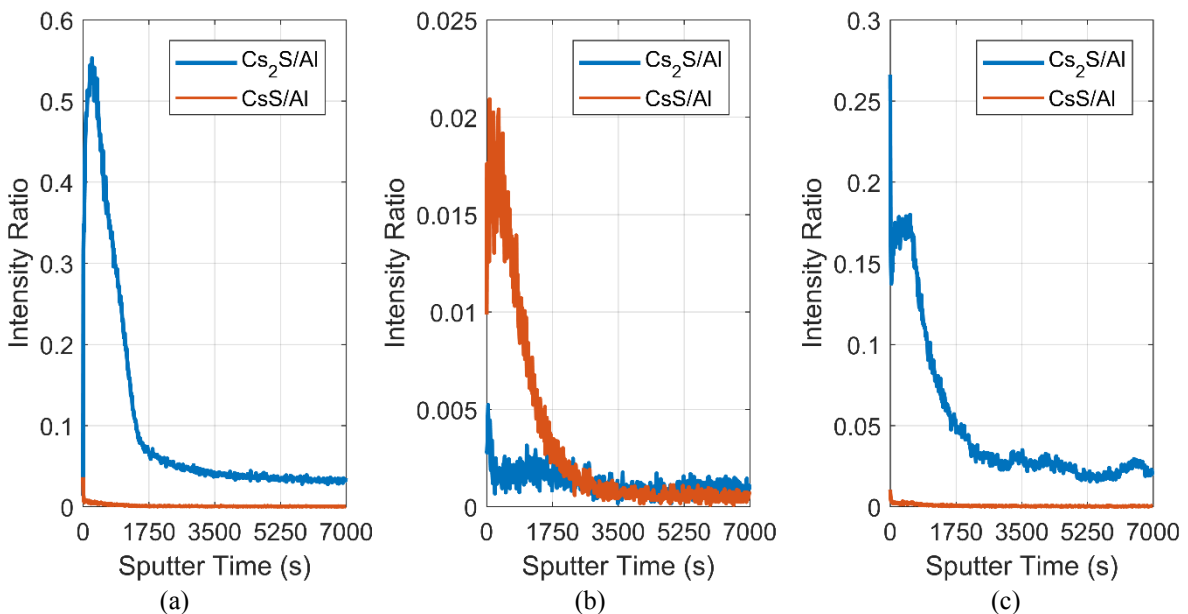 0.6
0.5
0.4
0.3
0.2
0.1
0
Intensity Ratio
Cs2S/Al
CsS/Al
0 1750 3500 5250 7000
Sputter Time (s)
(a)
0.025
0.02
0.015
0.01
0.005
0.000
Intensity Ratio
Cs2S/Al
CsS/Al
0 1750 3500 5250 7000
Sputter Time (s)
(b)
0.3
0.25
0.2
0.15
0.1
0.05
0
Intensity Ratio
Cs2S/Al
CsS/Al
0 1750 3500 5250 7000
Sputter Time (s)
(c)